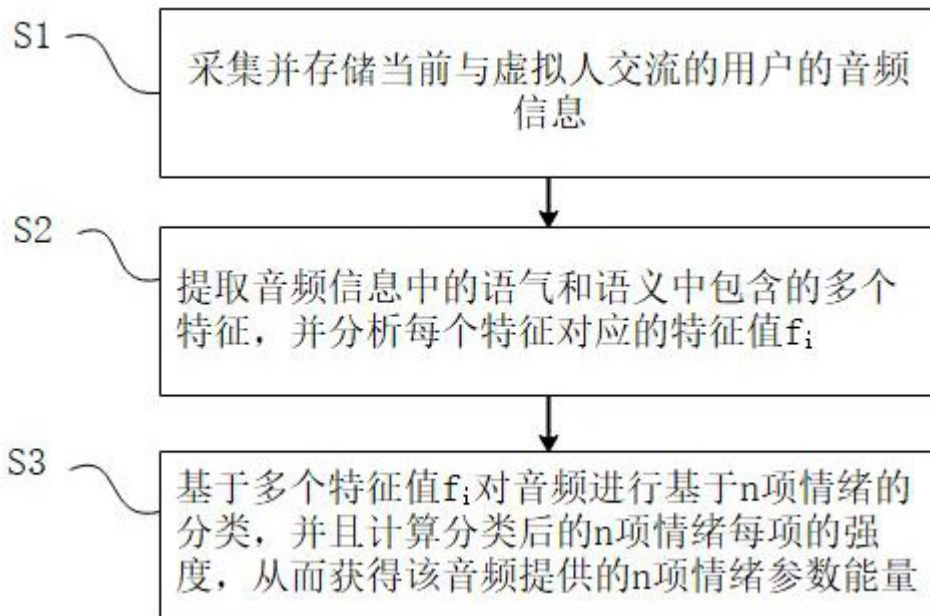 S1
采集并存储当前与虚拟人交流的用户的音频
信息
S2
提取音频信息中的语气和语义中包含的多个
特征，并分析每个特征对应的特征值fi
S3
基于多个特征值fi对音频进行基于n项情绪的
分类，并且计算分类后的n项情绪每项的强
度，从而获得该音频提供的n项情绪参数能量